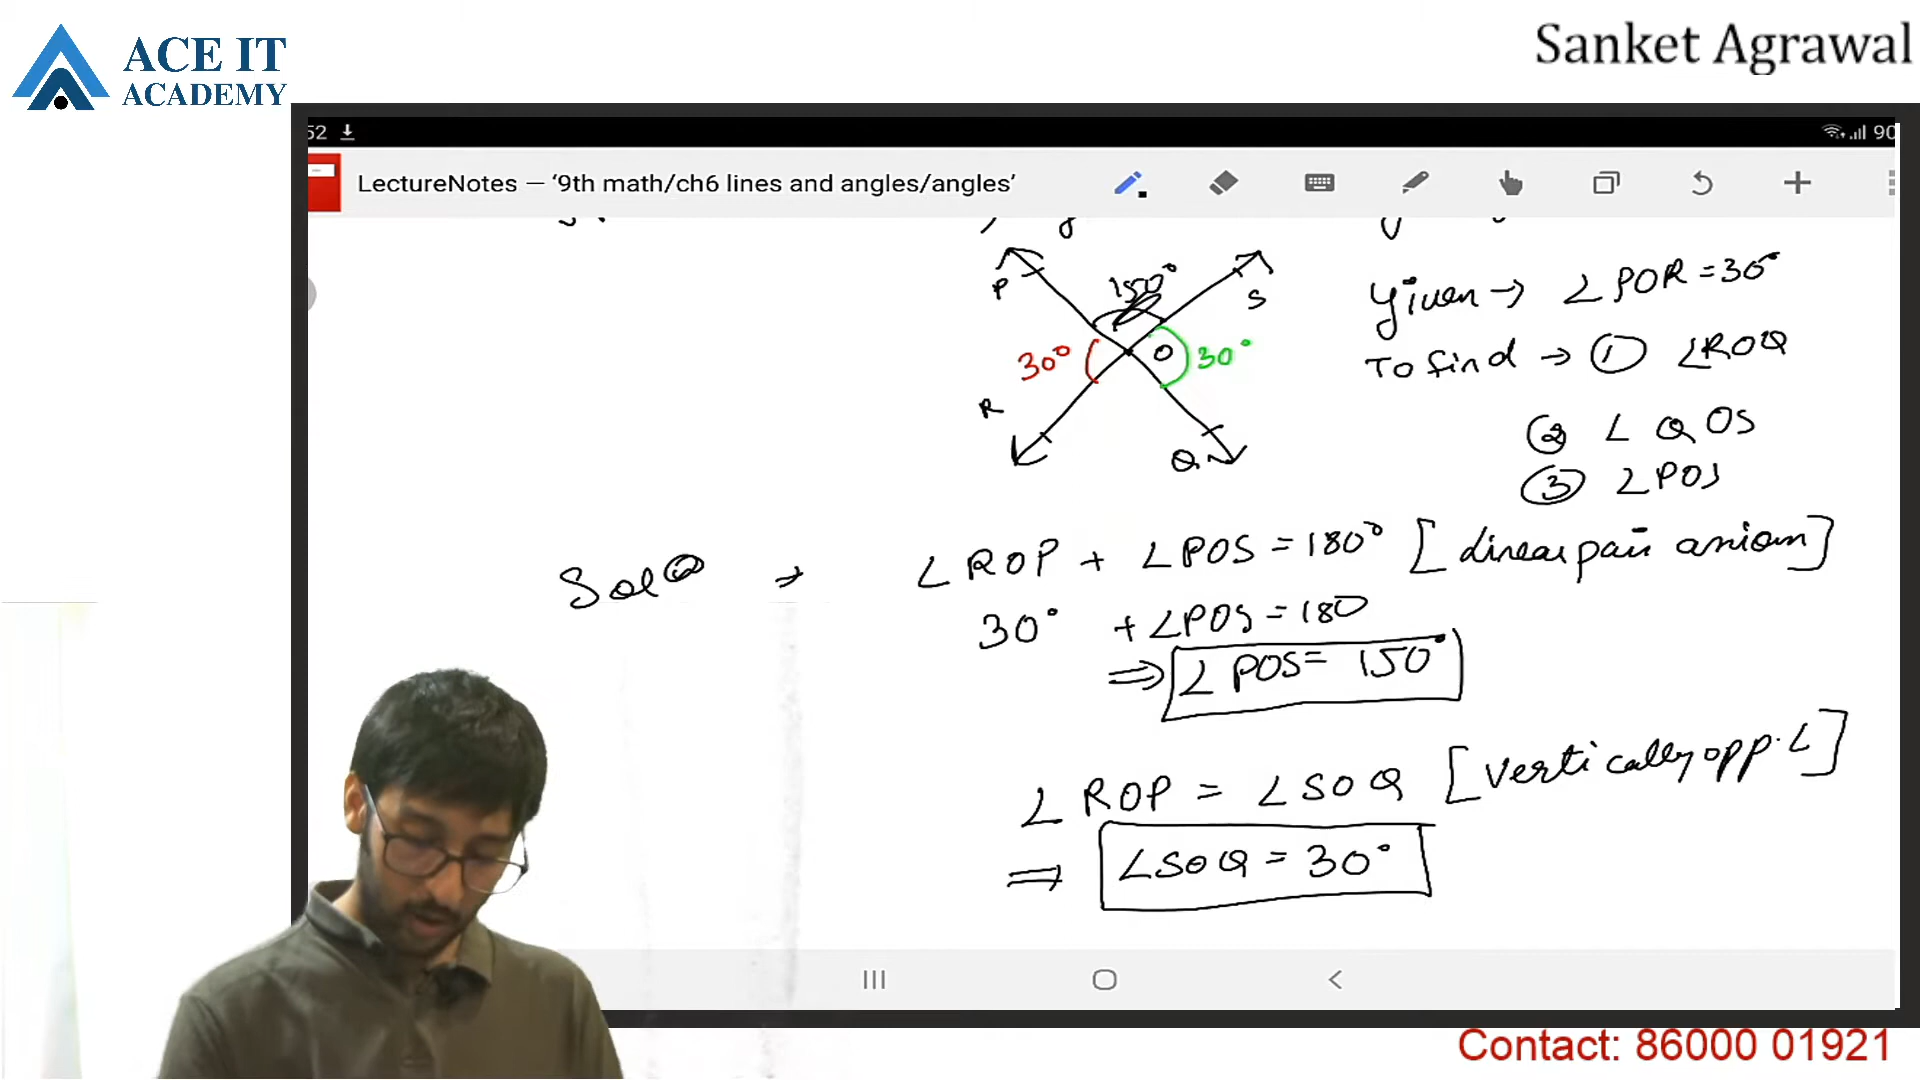 ACE IT
ACADEMY
Sanket Agrawal
52
90
LectureNotes — ‘9th math/ch6 lines and angles/angles’
P
150°
S
30°
O
30°
R
Q
Given → ∠POR = 30°
To find → ① ∠ROQ
② ∠QOS
③ ∠POS
Sol →
∠ROP + ∠POS = 180° [Linear pair axiom]
30° + ∠POS = 180
⇒ ∠POS = 150°
∠ROP = ∠SOQ [Vertically opp. ∠]
⇒ ∠SOQ = 30°
Contact: 86000 01921